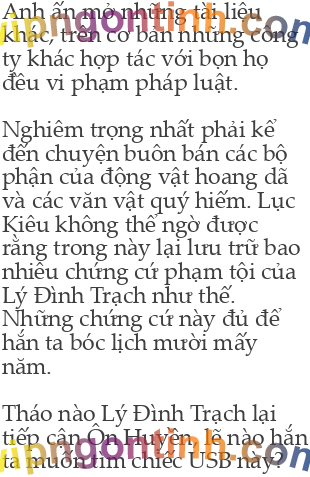 Anh ấn mở những tài liệu
khác, trên cơ bản những công
ty khác hợp tác với bọn họ
đều vi phạm pháp luật.

Nghiêm trọng nhất phải kể
đến chuyện buôn bán các bộ
phận của động vật hoang dã
và các văn vật quý hiếm. Lục
Kiêu không thể ngờ được
rằng trong này lại lưu trữ bao
nhiêu chứng cứ phạm tội của
Lý Đình Trạch như thế.
Những chứng cứ này đủ để
hắn ta bóc lịch mười mấy
năm.

Tháo nào Lý Đình Trạch lại
tiếp cận Ôn Huyền, lẽ nào hắn
ta muốn tìm chiếc USB này?
vipngontinh.com
vipngontinh.com